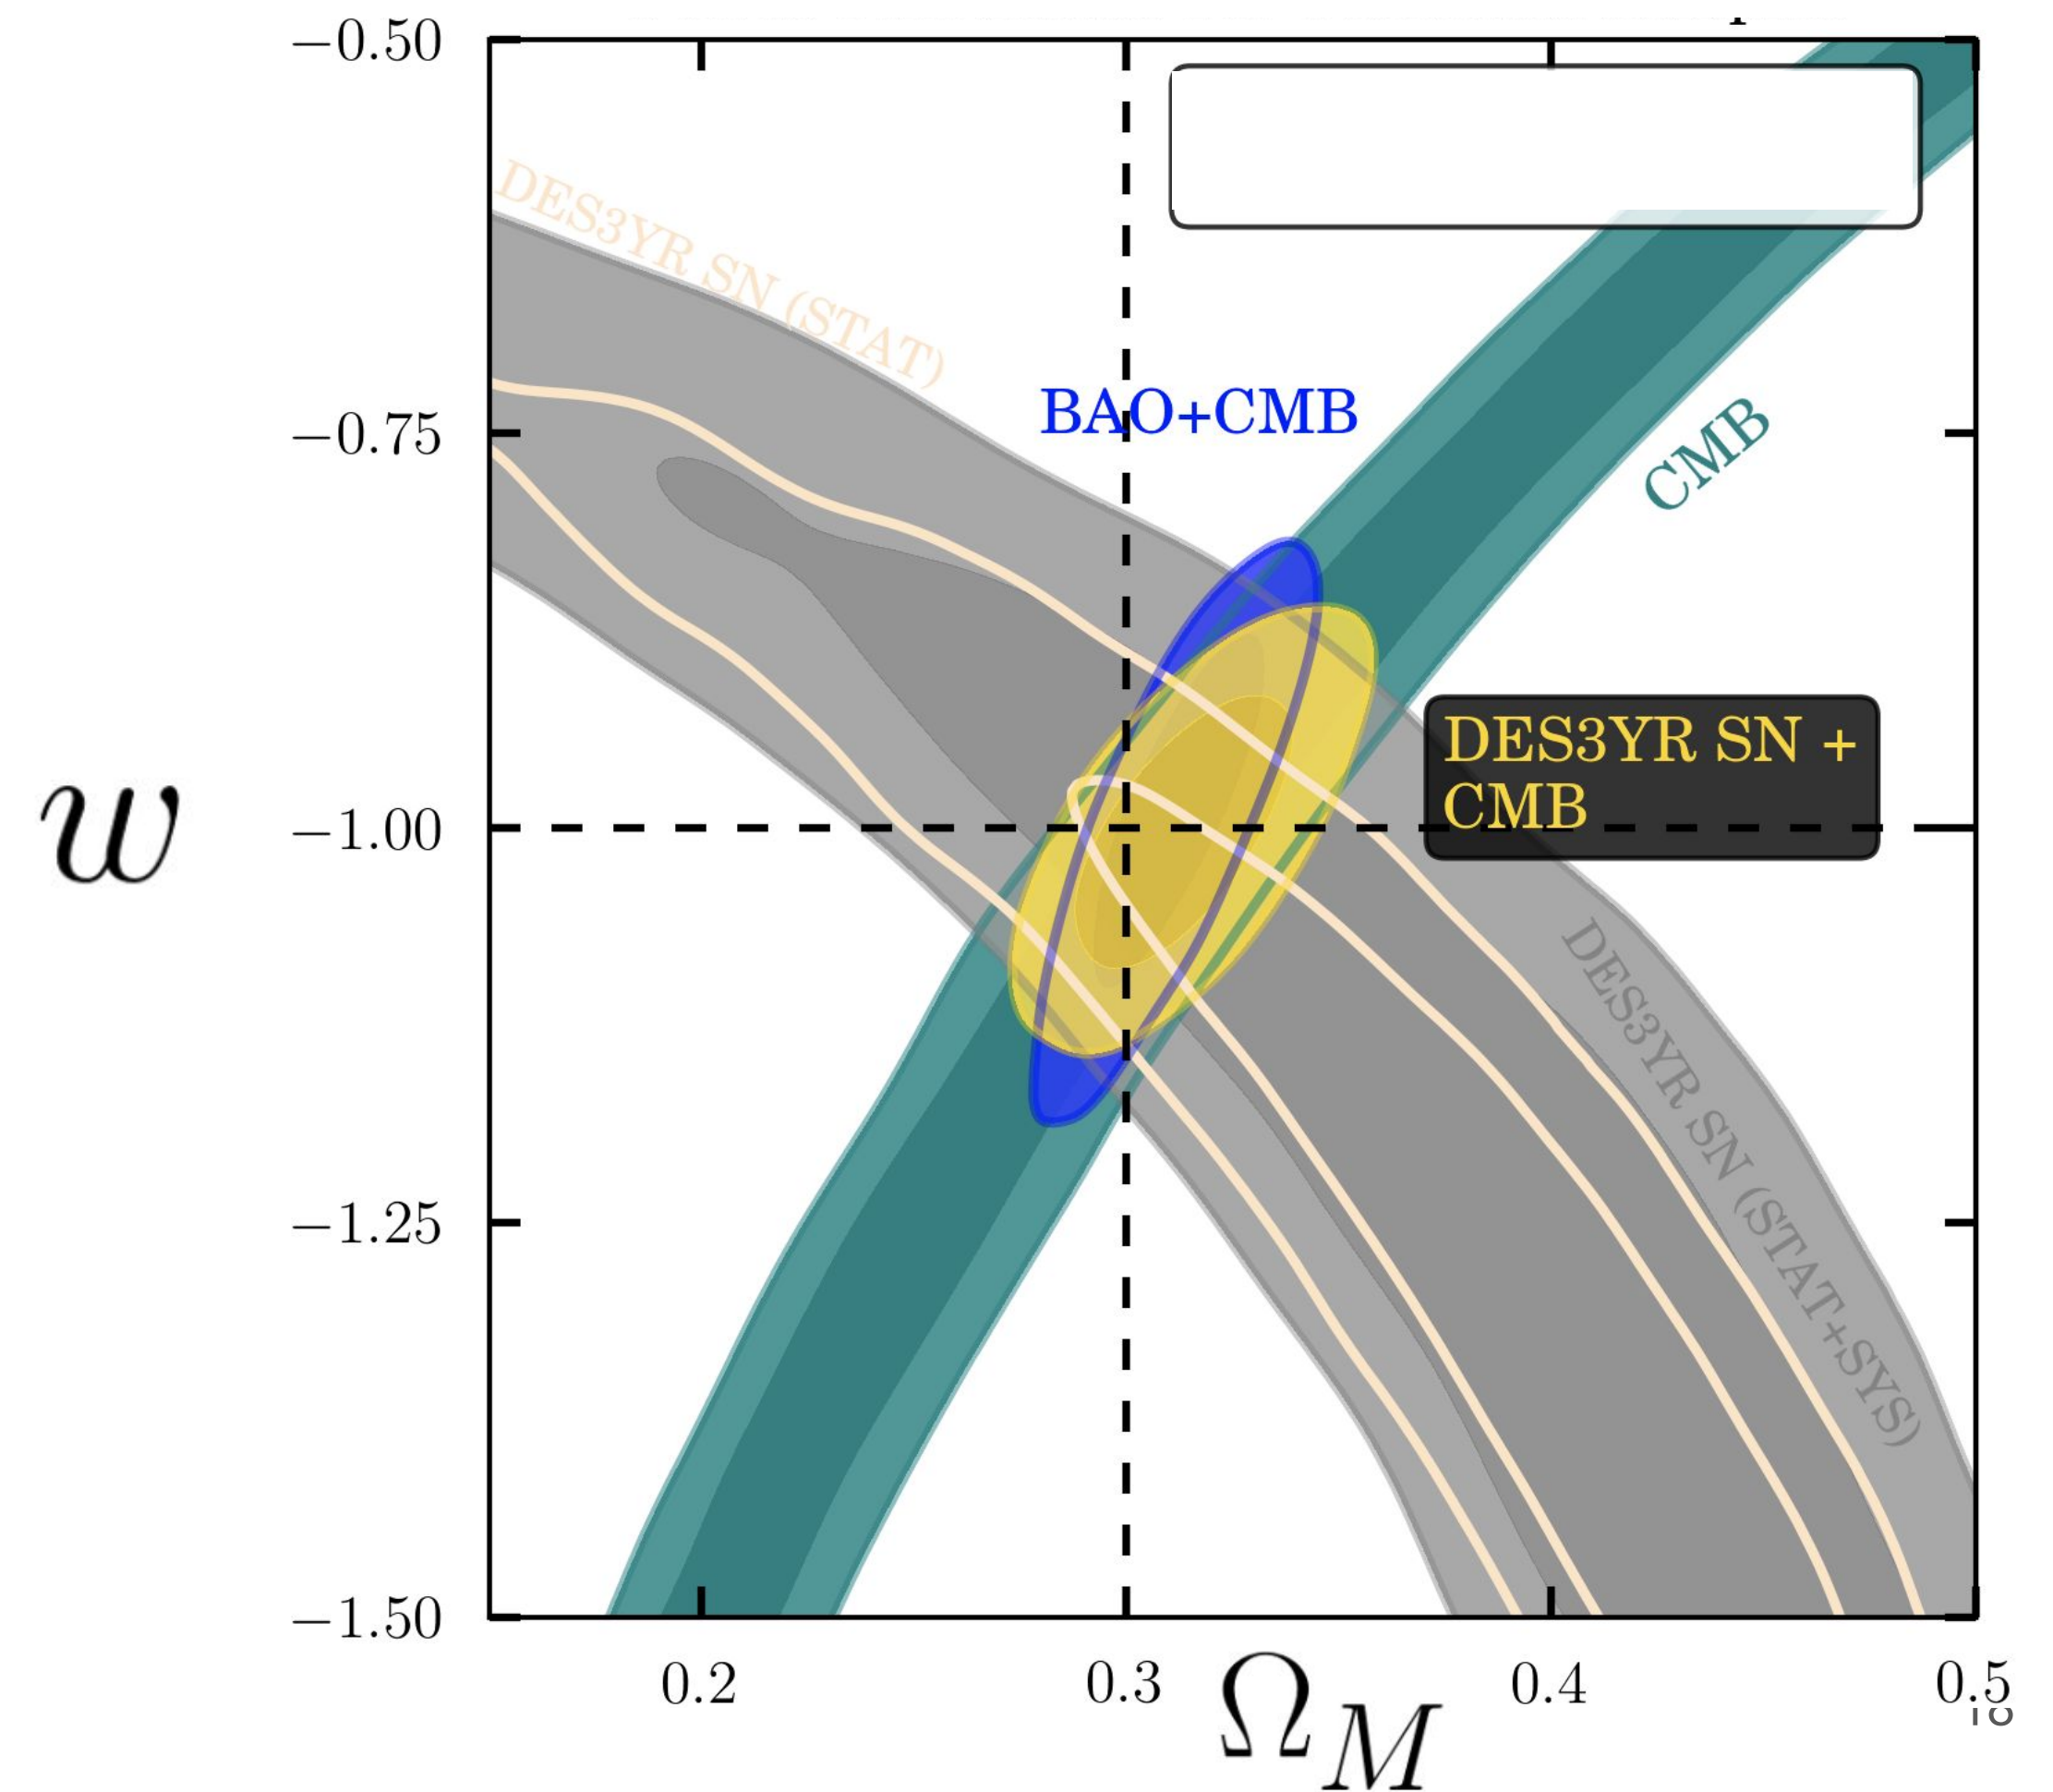 −0.50
DES3YR SN (STAT)
BAO+CMB
−0.75
CMB
DES3YR SN +
CMB
w
−1.00
DES3YR SN (STAT+SYS)
−1.25
−1.50
0.2
0.3
0.4
0.5
Ω_M